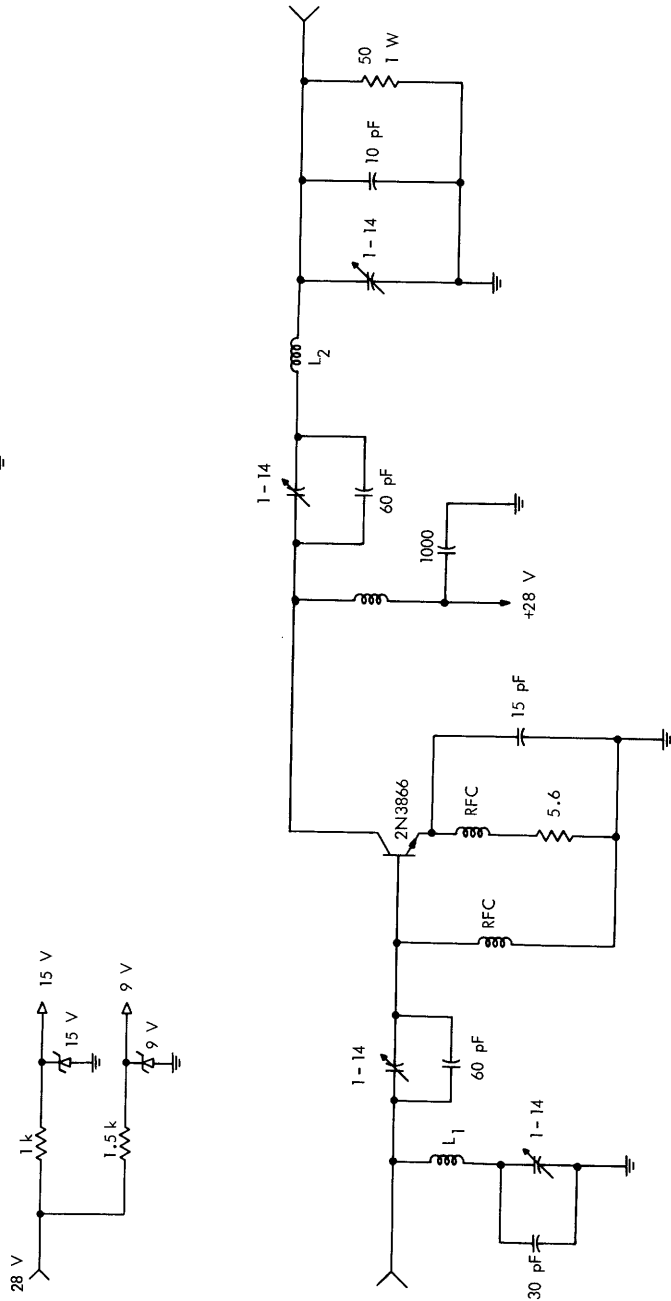 28 V
1 k
15 V
15 V
1.5 k
9 V
9 V
30 pF
L1
1 - 14
1 - 14
60 pF
RFC
2N3866
RFC
5.6
15 pF
+28 V
1000
1 - 14
60 pF
L2
1 - 14
10 pF
50
1 W